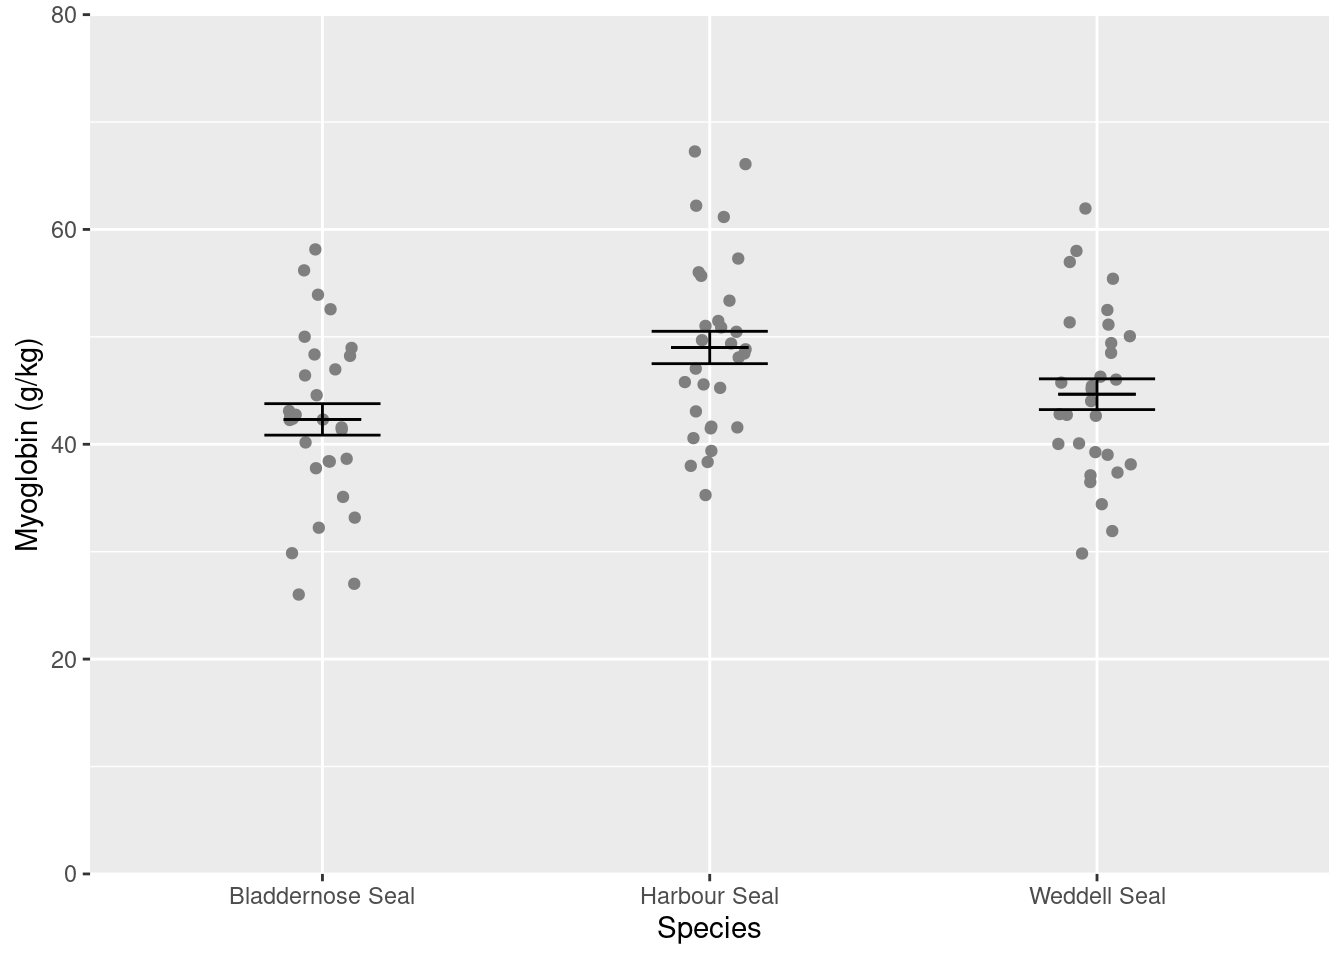 Myoglobin (g/kg)
80
60
40
20
0
Bladdernose Seal
Harbour Seal
Weddell Seal
Species